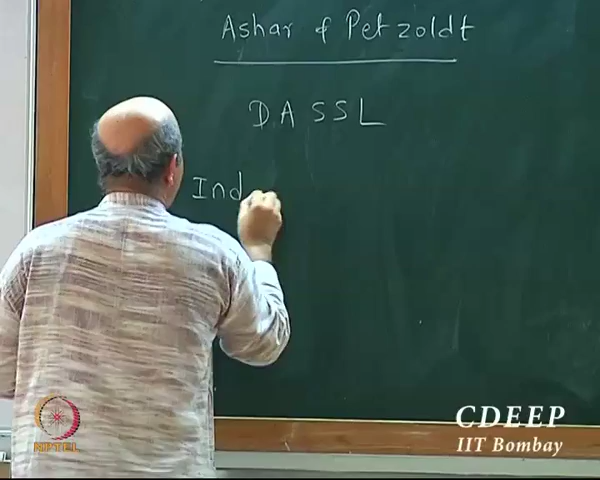 Ashar & Petzoldt
DASSL
Ind
CDEEP
IIT Bombay
NPTEL